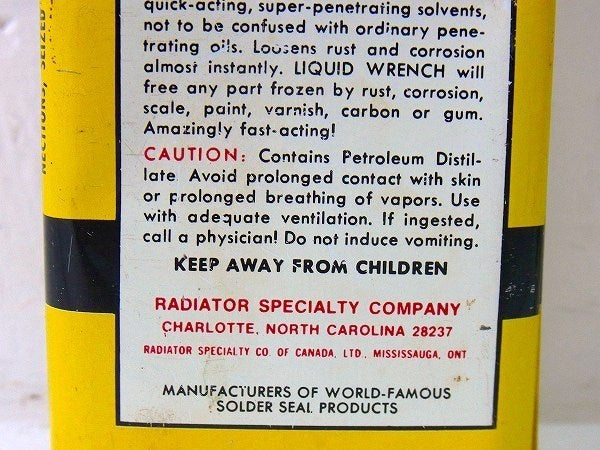 quick-acting, super-penetrating solvents,
not to be confused with ordinary pene-
trating oils. Loosens rust and corrosion
almost instantly. LIQUID WRENCH will
free any part frozen by rust, corrosion,
scale, paint, varnish, carbon or gum.
Amazingly fast-acting!
CAUTION: Contains Petroleum Distil-
late. Avoid prolonged contact with skin
or prolonged breathing of vapors. Use
with adequate ventilation. If ingested,
call a physician! Do not induce vomiting.
KEEP AWAY FROM CHILDREN
RADIATOR SPECIALTY COMPANY
CHARLOTTE, NORTH CAROLINA 28237
RADIATOR SPECIALTY CO. OF CANADA, LTD., MISSISSAUGA, ONT
MANUFACTURERS OF WORLD-FAMOUS
SOLDER SEAL PRODUCTS